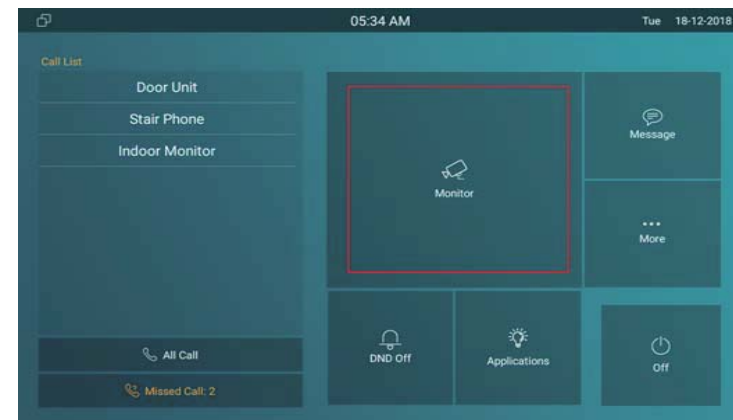 05:34 AM
Tue 18-12-2018
Call List
Door Unit
Stair Phone
Indoor Monitor
All Call
Missed Call: 2
Monitor
Message
More
DND Off
Applications
Off